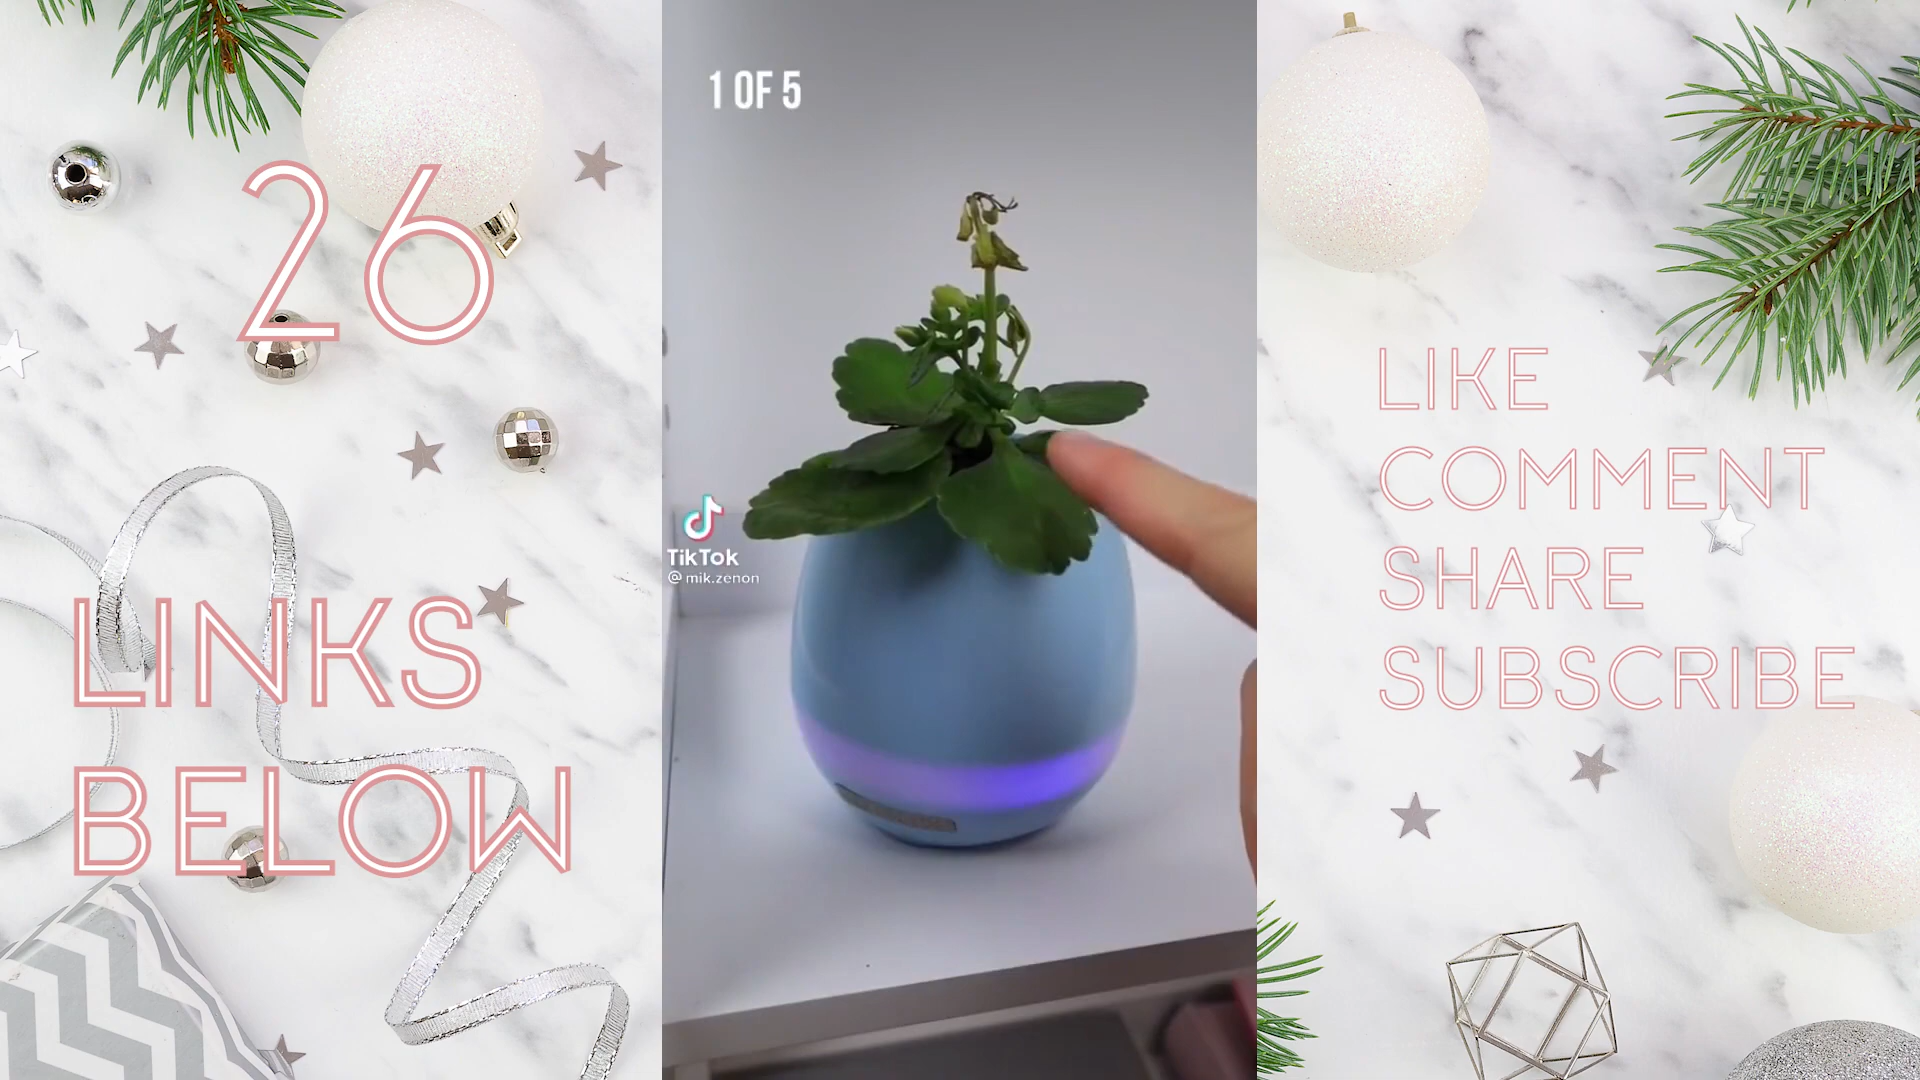 26
LINKS
BELOW
1 OF 5
TikTok
@mik.zenon
LIKE
COMMENT
SHARE
SUBSCRIBE